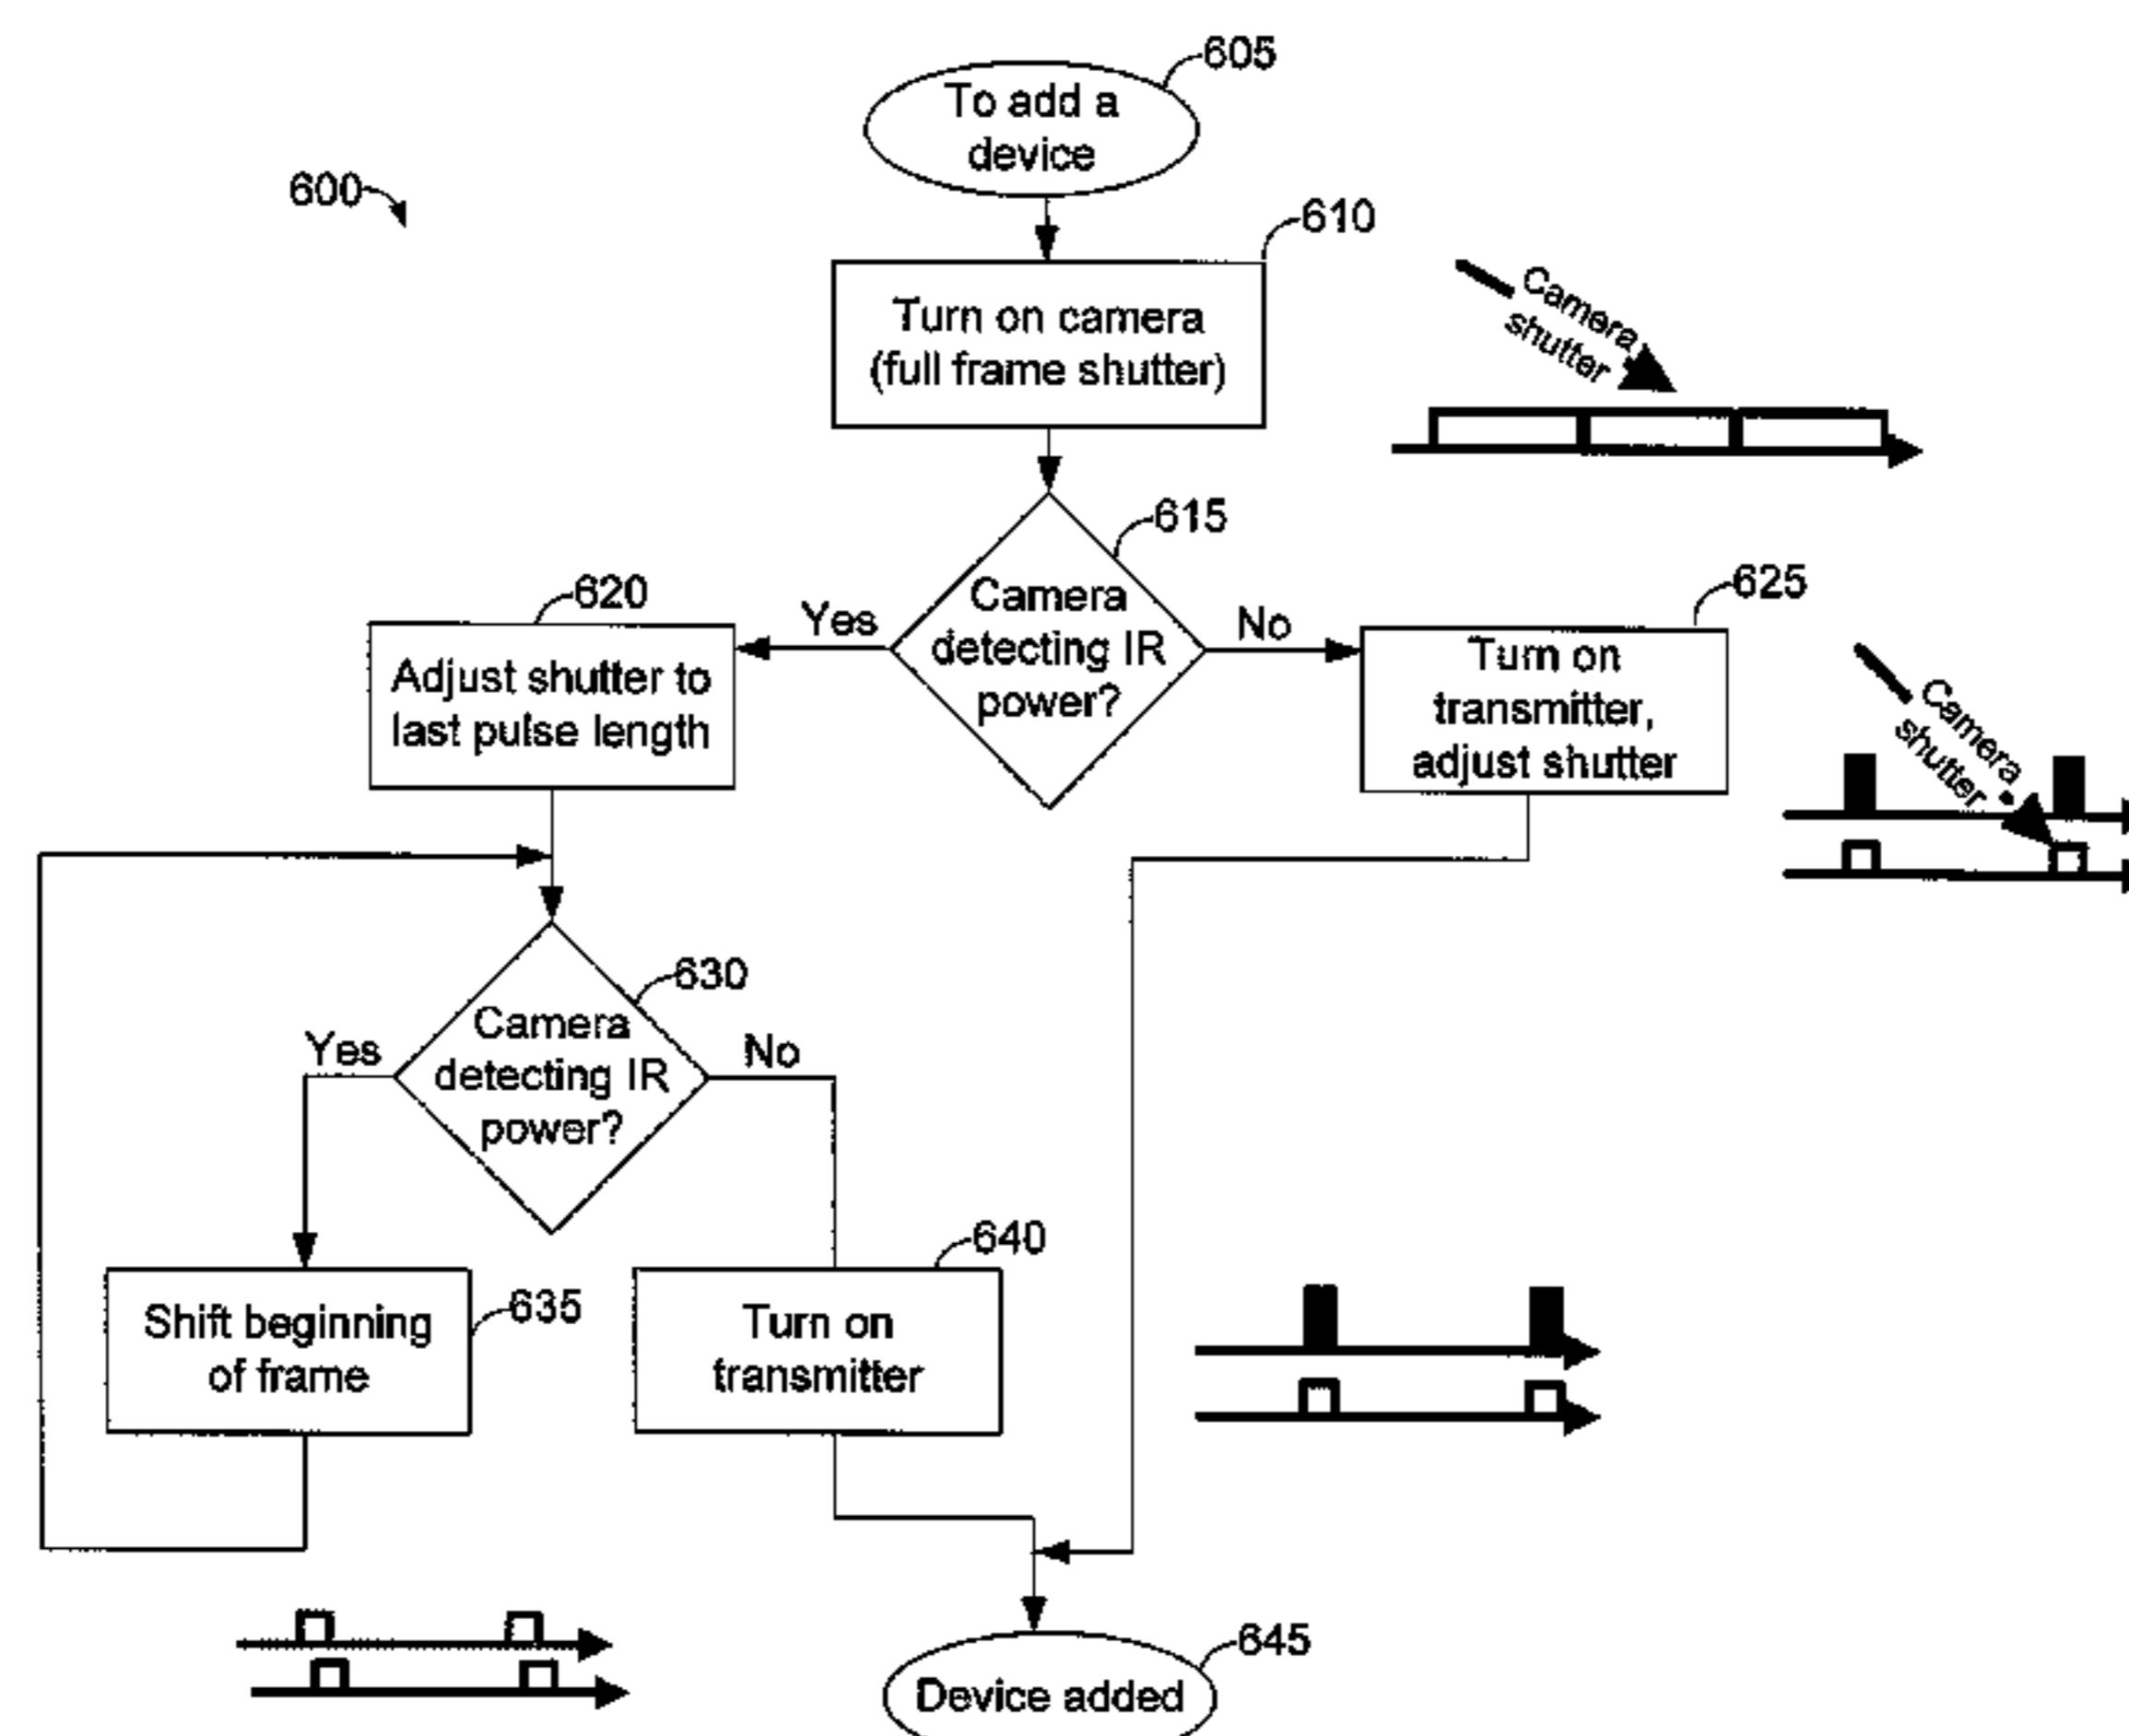 605
To add a
device
600
610
Turn on camera
(full frame shutter)
Camera
shutter
615
Camera
detecting IR
power?
Yes
No
620
Adjust shutter to
last pulse length
625
Turn on
transmitter,
adjust shutter
Camera
shutter
630
Camera
detecting IR
power?
Yes
No
635
Shift beginning
of frame
640
Turn on
transmitter
645
Device added